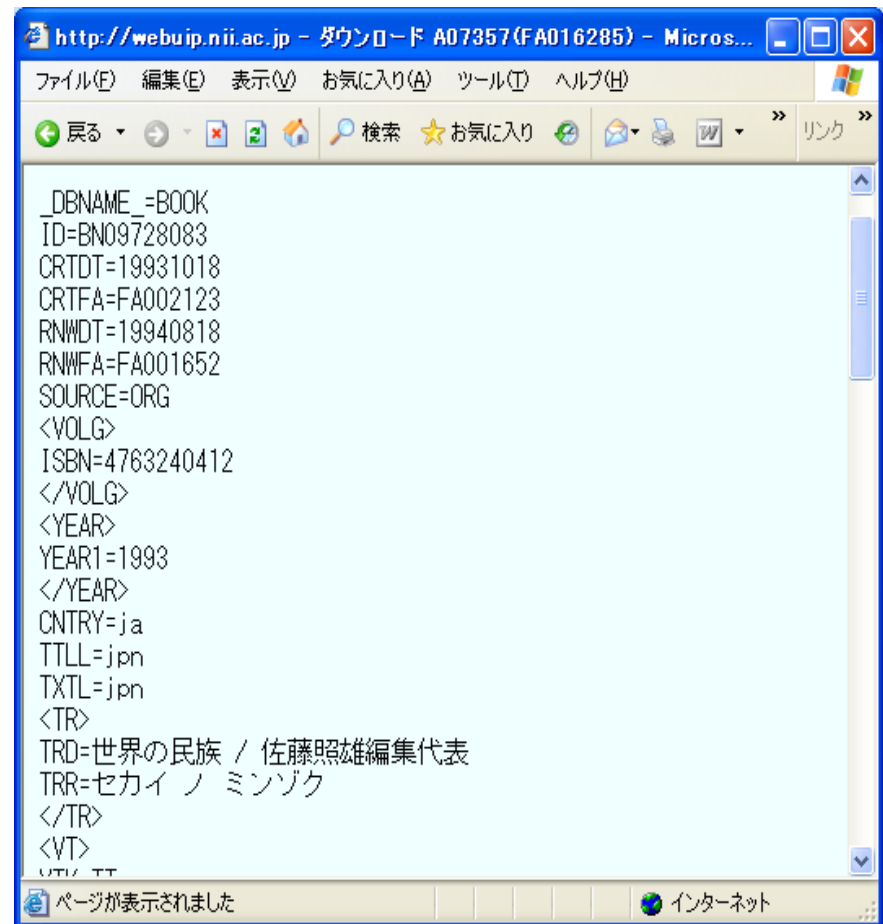 http://webuip.nii.ac.jp - ダウンロード A07357(FA016285) - Micros...
ファイル(F) 編集(E) 表示(V) お気に入り(A) ツール(T) ヘルプ(H)
戻る 検索 お気に入り リンク
_DBNAME_=BOOK
ID=BN09728083
CRTDT=19931018
CRTFA=FA002123
RNWDT=19940818
RNWFA=FA001652
SOURCE=ORG
<VOLG>
ISBN=4763240412
</VOLG>
<YEAR>
YEAR1=1993
</YEAR>
CNTRY=ja
TTLL=jpn
TXTL=jpn
<TR>
TRD=世界の民族 / 佐藤照雄編集代表
TRR=セカイ ノ ミンゾク
</TR>
<VT>
ページが表示されました インターネット